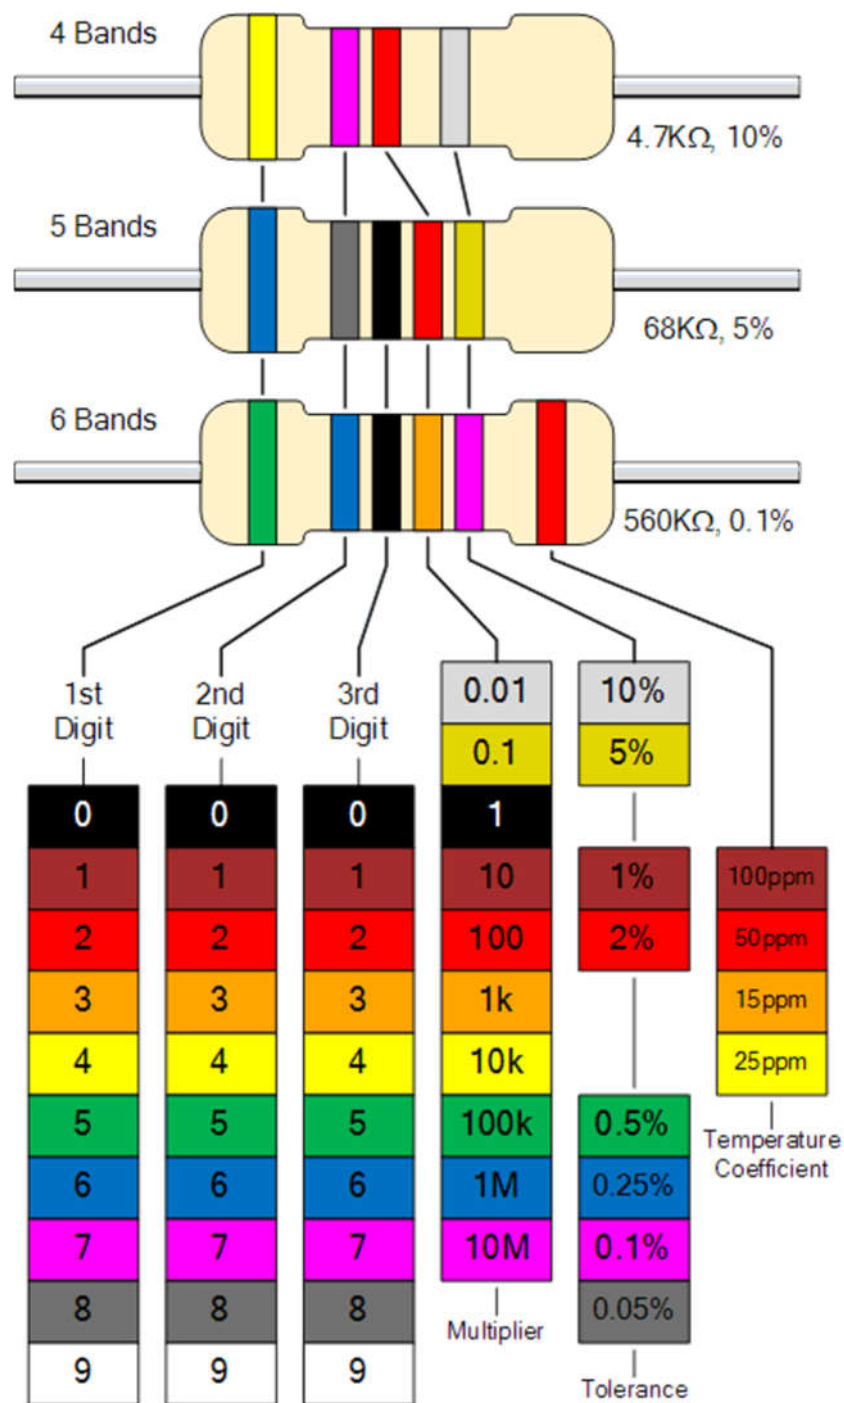 4 Bands
4.7KΩ, 10%
5 Bands
68KΩ, 5%
6 Bands
560KΩ, 0.1%
1st Digit
2nd Digit
3rd Digit
0.01 10%
0.1 5%
0 0 0 1
1 1 1 10 1% 100ppm
2 2 2 100 2% 50ppm
3 3 3 1k 15ppm
4 4 4 10k 25ppm
5 5 5 100k 0.5%
Temperature
Coefficient
6 6 6 1M 0.25%
7 7 7 10M 0.1%
8 8 8 0.05%
Multiplier
9 9 9
Tolerance